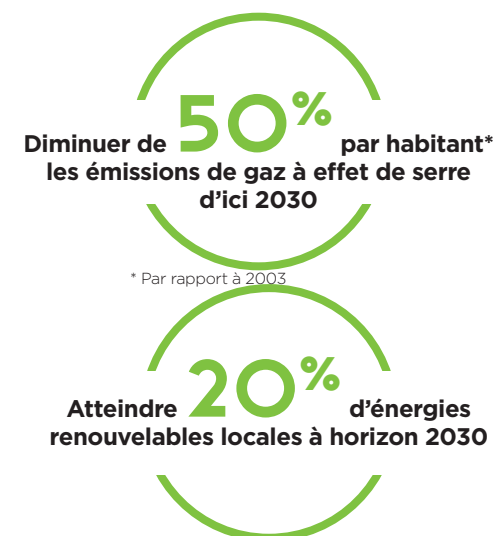 Diminuer de 50% par habitant*
les émissions de gaz à effet de serre
d’ici 2030
* Par rapport à 2003
Atteindre 20% d’énergies
renouvelables locales à horizon 2030